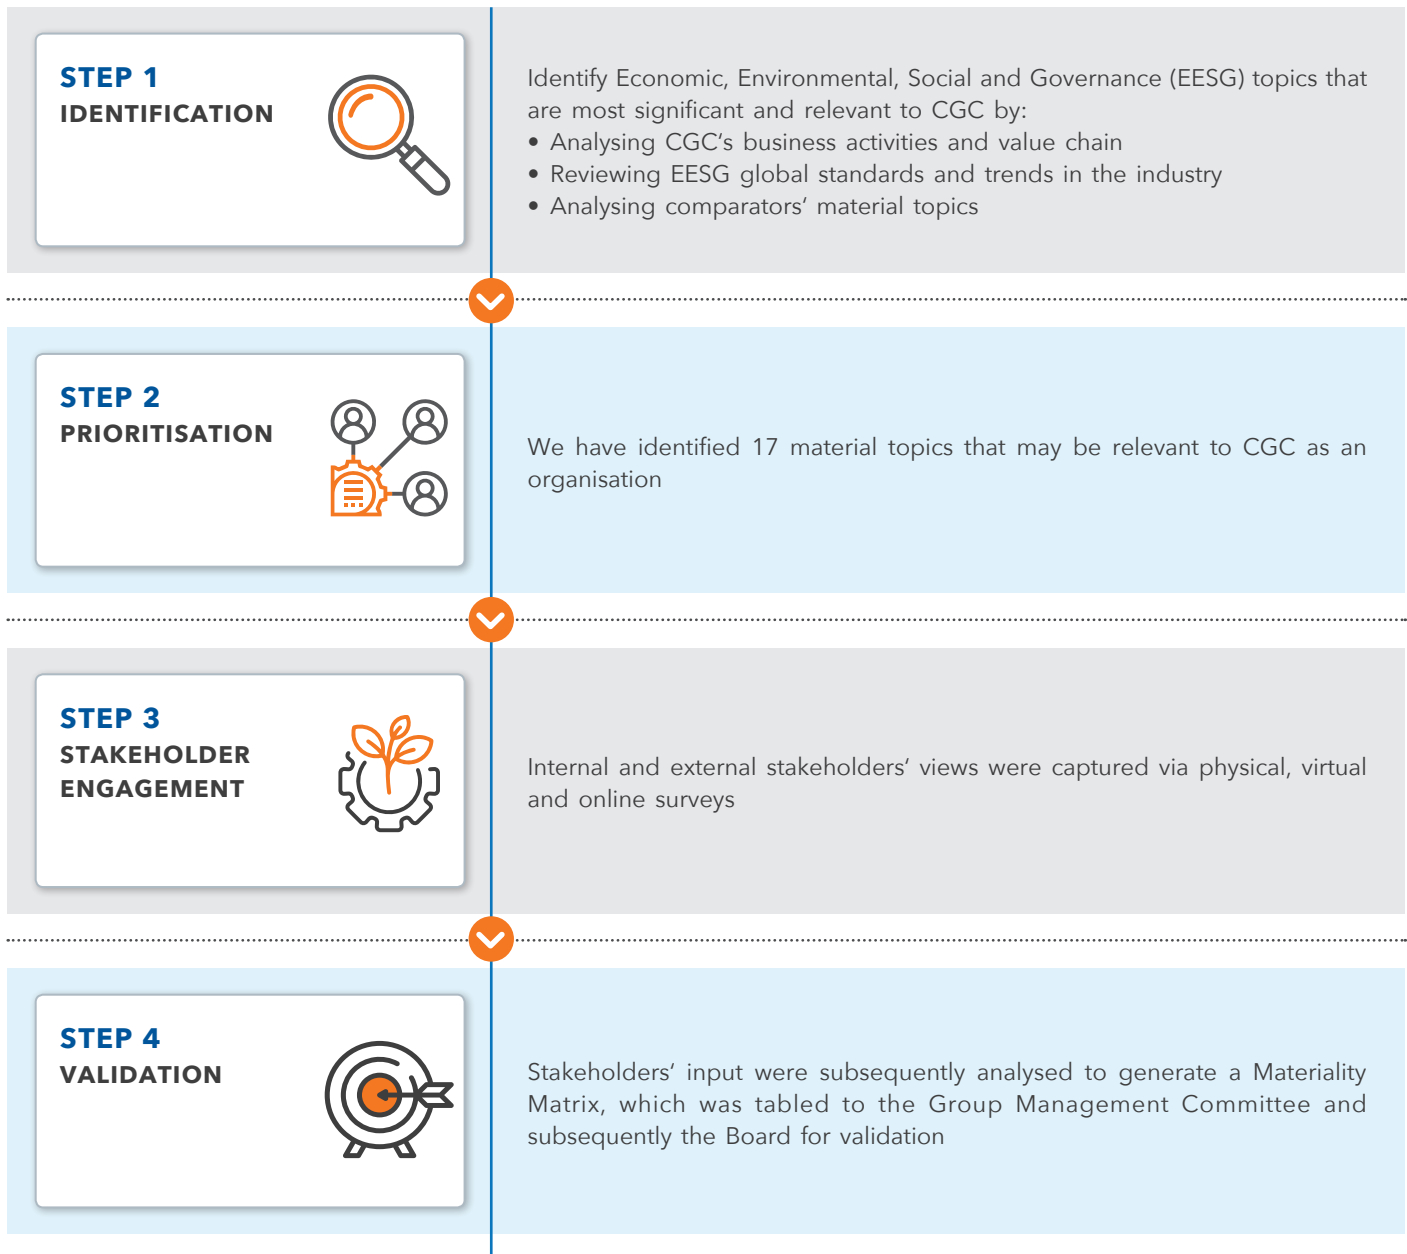 STEP 1
IDENTIFICATION
Identify Economic, Environmental, Social and Governance (EESG) topics that
are most significant and relevant to CGC by:
• Analysing CGC‘s business activities and value chain
• Reviewing EESG global standards and trends in the industry
• Analysing comparators‘ material topics
STEP 2
PRIORITISATION
We have identified 17 material topics that may be relevant to CGC as an
organisation
STEP 3
STAKEHOLDER
ENGAGEMENT
Internal and external stakeholders‘ views were captured via physical, virtual
and online surveys
STEP 4
VALIDATION
Stakeholders‘ input were subsequently analysed to generate a Materiality
Matrix, which was tabled to the Group Management Committee and
subsequently the Board for validation